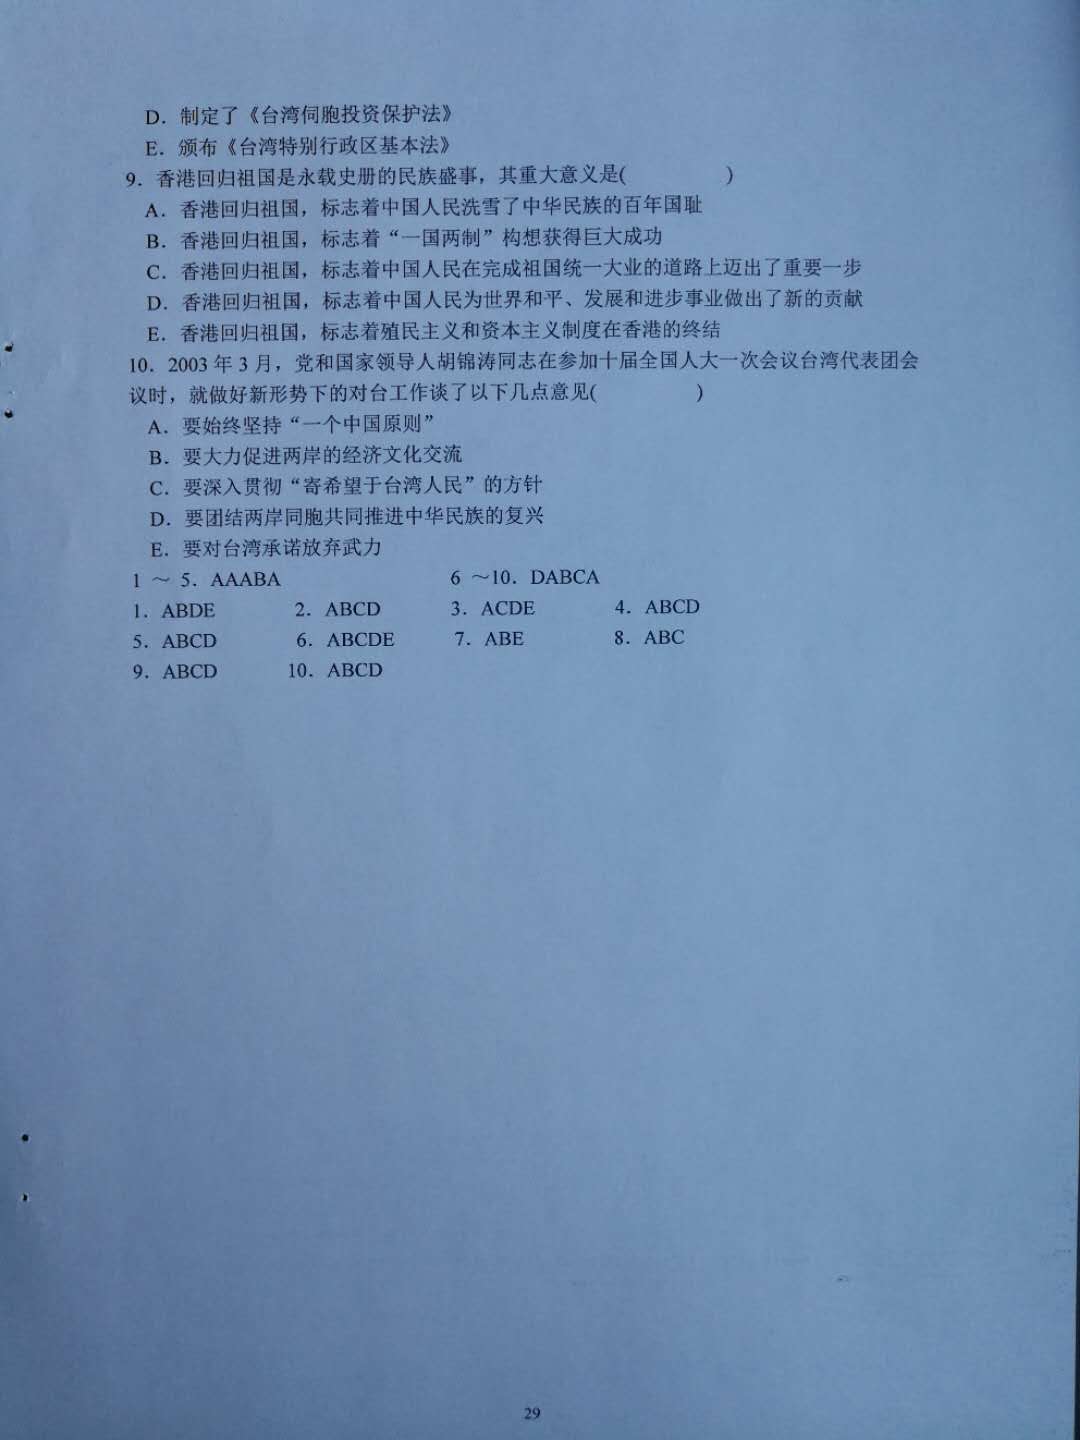 D．制定了《台湾伺胞投资保护法》
E．颁布《台湾特别行政区基本法》
9．香港回归祖国是永载史册的民族盛事，其重大意义是(　　　　)
A．香港回归祖国，标志着中国人民洗雪了中华民族的百年国耻
B．香港回归祖国，标志着“一国两制”构想获得巨大成功
C．香港回归祖国，标志着中国人民在完成祖国统一大业的道路上迈出了重要一步
D．香港回归祖国，标志着中国人民为世界和平、发展和进步事业做出了新的贡献
E．香港回归祖国，标志着殖民主义和资本主义制度在香港的终结
10．2003 年 3 月，党和国家领导人胡锦涛同志在参加十届全国人大一次会议台湾代表团会
议时，就做好新形势下的对台工作谈了以下几点意见(　　　　)
A．要始终坚持“一个中国原则”
B．要大力促进两岸的经济文化交流
C．要深入贯彻“寄希望于台湾人民”的方针
D．要团结两岸同胞共同推进中华民族的复兴
E．要对台湾承诺放弃武力
1 ～ 5．AAABA　　6 ～10．DABCA
1．ABDE　　2．ABCD　　3．ACDE　　4．ABCD
5．ABCD　　6．ABCDE　　7．ABE　　8．ABC
9．ABCD　　10．ABCD
29